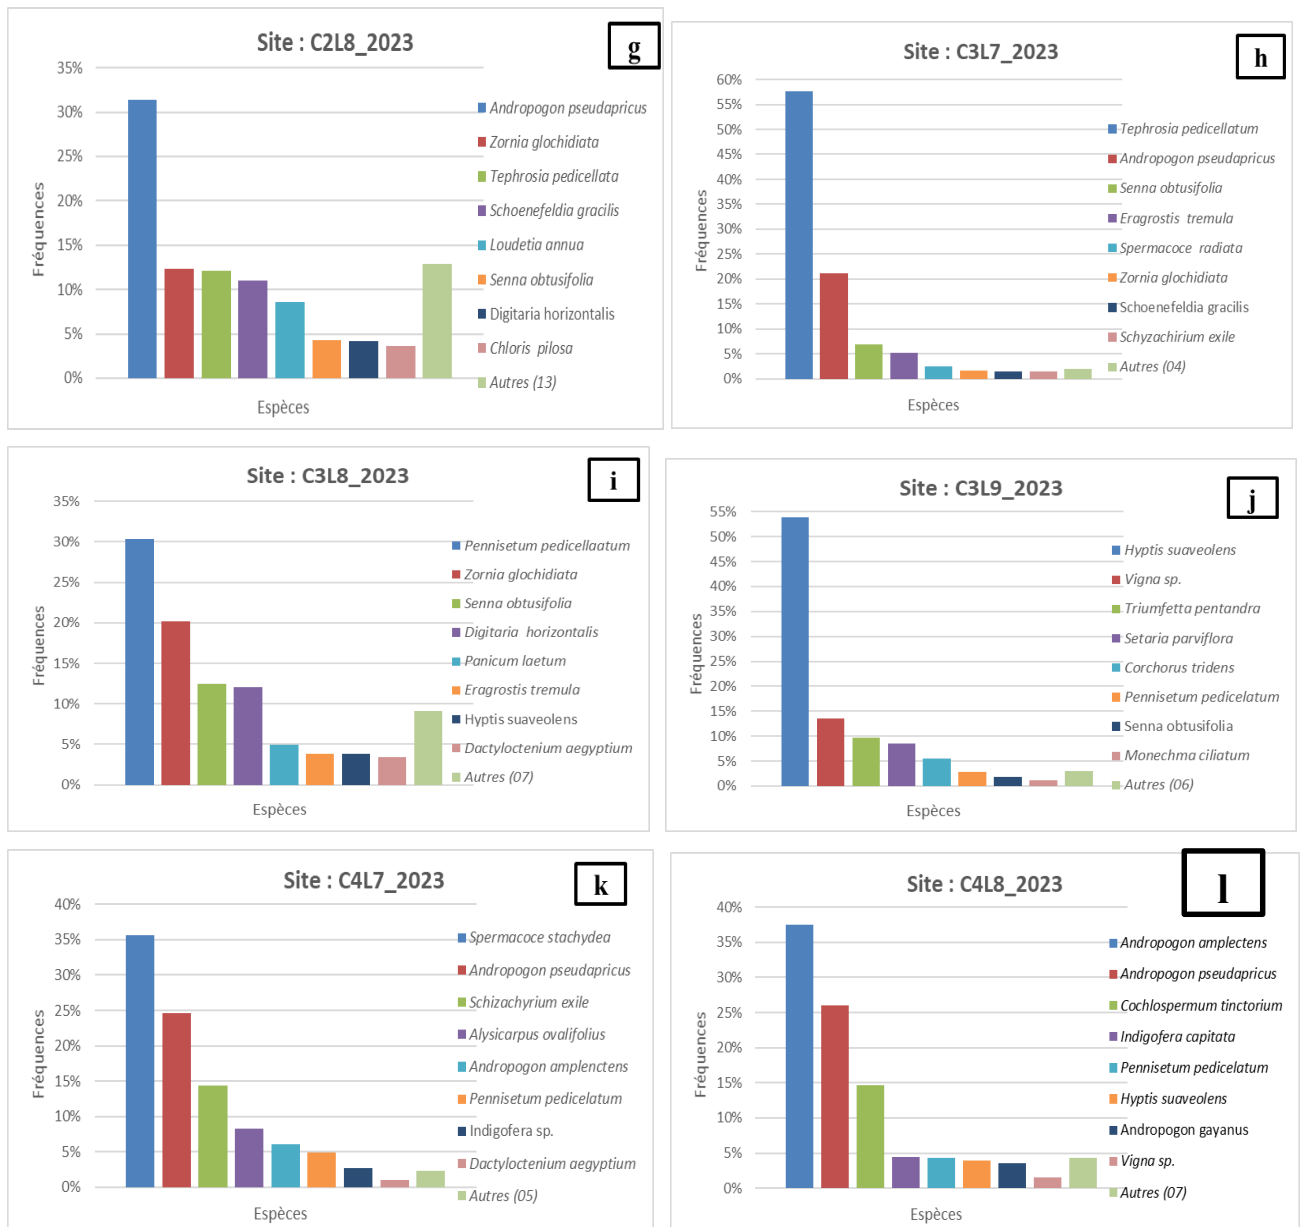 Site : C2L8_2023
g
35%
30%
25%
20%
15%
10%
5%
0%
Fréquences
Espèces
Andropogon pseudapricus
Zornia glochidiata
Tephrosia pedicellata
Schoenefeldia gracilis
Loudetia annua
Senna obtusifolia
Digitaria horizontalis
Chloris pilosa
Autres (13)
Site : C3L7_2023
h
60%
55%
50%
45%
40%
35%
30%
25%
20%
15%
10%
5%
0%
Fréquences
Espèces
Tephrosia pedicellatum
Andropogon pseudapricus
Senna obtusifolia
Eragrostis tremula
Spermacoce radiata
Zornia glochidiata
Schoenefeldia gracilis
Schyzachirium exile
Autres (04)
Site : C3L8_2023
i
35%
30%
25%
20%
15%
10%
5%
0%
Fréquences
Espèces
Pennisetum pedicellaatum
Zornia glochidiata
Senna obtusifolia
Digitaria horizontalis
Panicum laetum
Eragrostis tremula
Hyptis suaveolens
Dactyloctenium aegyptium
Autres (07)
Site : C3L9_2023
j
55%
50%
45%
40%
35%
30%
25%
20%
15%
10%
5%
0%
Fréquences
Espèces
Hyptis suaveolens
Vigna sp.
Triumfetta pentandra
Setaria parviflora
Corchorus tridens
Pennisetum pedicelatum
Senna obtusifolia
Monechma ciliatum
Autres (06)
Site : C4L7_2023
k
40%
35%
30%
25%
20%
15%
10%
5%
0%
Fréquences
Espèces
Spermacoce stachydea
Andropogon pseudapricus
Schizachyrium exile
Alysicarpus ovalifolius
Andropogon amplenctens
Pennisetum pedicelatum
Indigofera sp.
Dactyloctenium aegyptium
Autres (05)
Site : C4L8_2023
l
40%
35%
30%
25%
20%
15%
10%
5%
0%
Fréquences
Espèces
Andropogon amplectens
Andropogon pseudapricus
Cochlospermum tinctorium
Indigofera capitata
Pennisetum pedicelatum
Hyptis suaveolens
Andropogon gayanus
Vigna sp.
Autres (07)